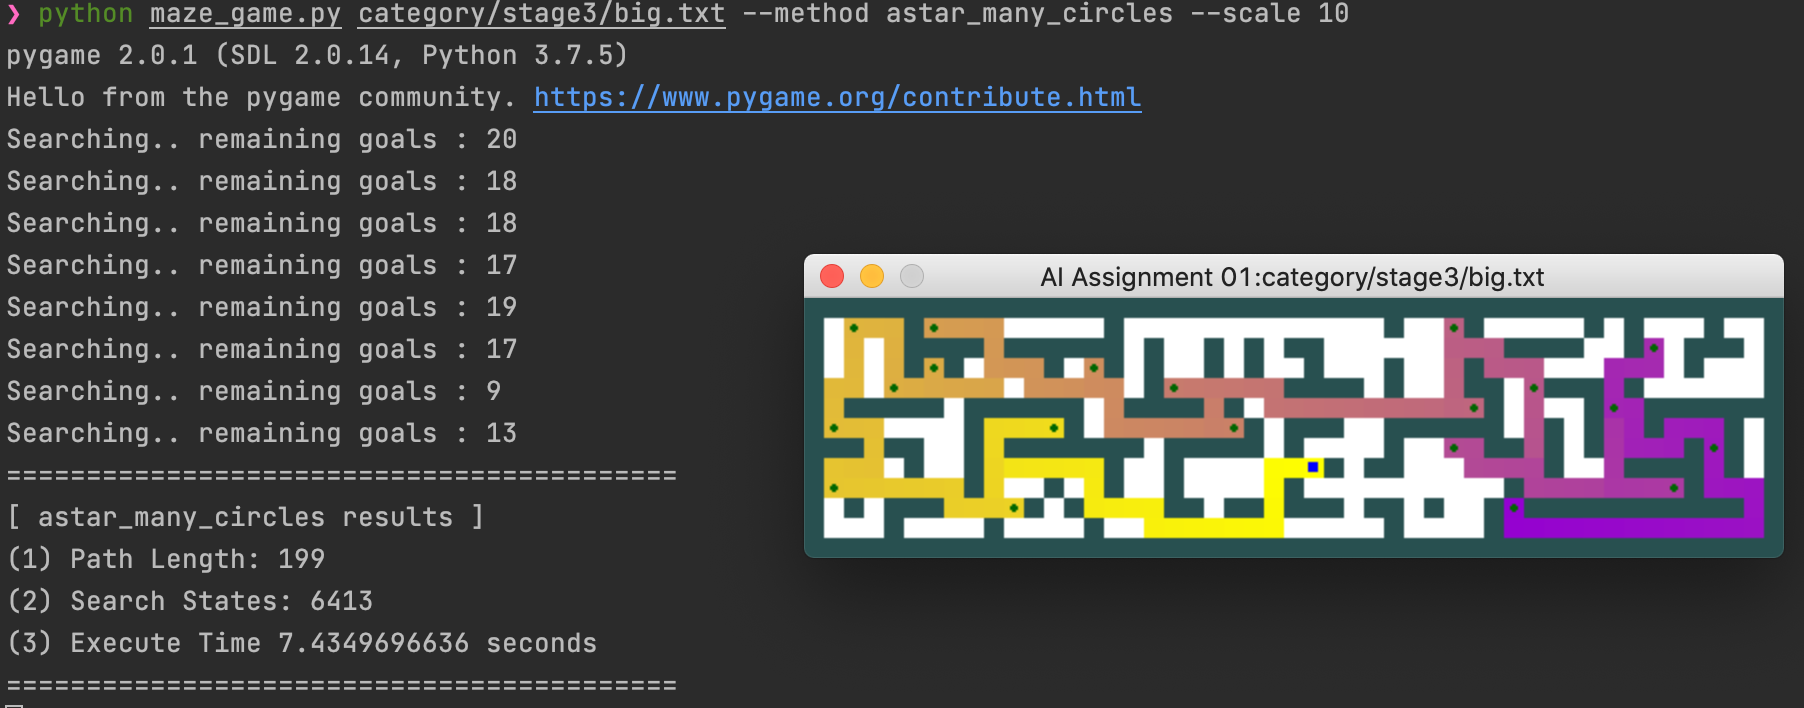 ❯ python maze_game.py category/stage3/big.txt --method astar_many_circles --scale 10
pygame 2.0.1 (SDL 2.0.14, Python 3.7.5)
Hello from the pygame community. https://www.pygame.org/contribute.html
Searching.. remaining goals : 20
Searching.. remaining goals : 18
Searching.. remaining goals : 18
Searching.. remaining goals : 17
Searching.. remaining goals : 19
Searching.. remaining goals : 17
Searching.. remaining goals : 9
Searching.. remaining goals : 13
==========================================
[ astar_many_circles results ]
(1) Path Length: 199
(2) Search States: 6413
(3) Execute Time 7.4349696636 seconds
==========================================
AI Assignment 01:category/stage3/big.txt